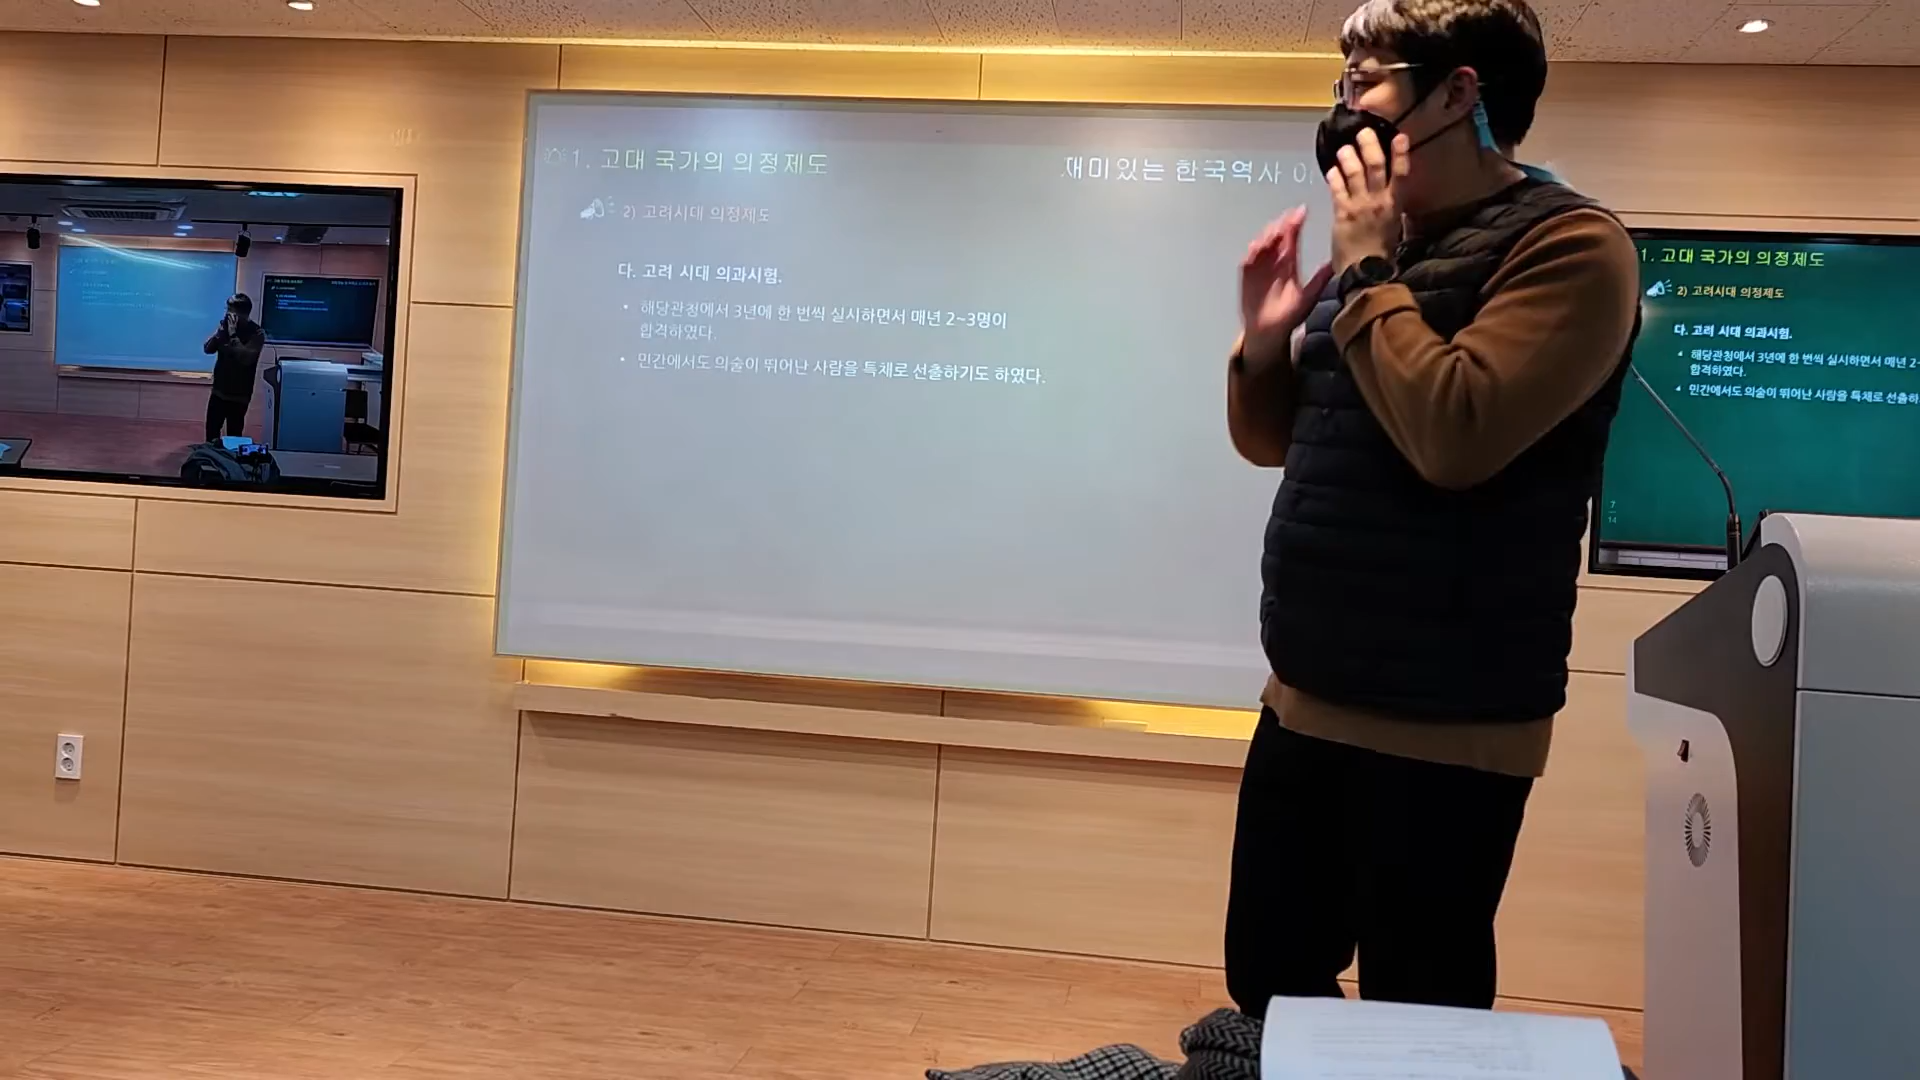 1. 고대 국가의 의정제도
재미있는 한국역사
2) 고려시대 의정제도
다. 고려 시대 의과시험.
• 해당관청에서 3년에 한 번씩 실시하면서 매년 2~3명이
합격하였다.
• 민간에서도 의술이 뛰어난 사람을 특채로 선출하기도 하였다.
1. 고대 국가의 의정제도
2) 고려시대 의정제도
다. 고려 시대 의과시험.
해당관청에서 3년에 한 번씩 실시하면서 매년 2~
합격하였다.
민간에서도 의술이 뛰어난 사람을 특채로 선출하
7
14